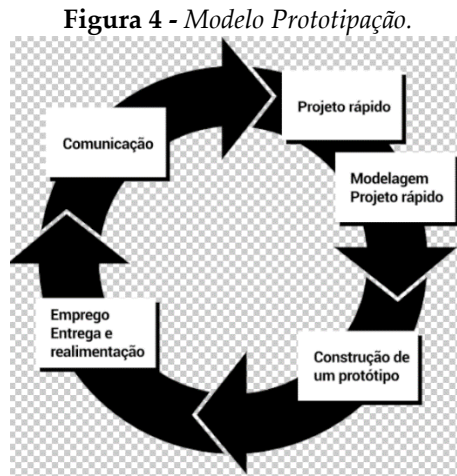 Figura 4 - Modelo Prototipação.
Comunicação
Projeto rápido
Modelagem
Projeto rápido
Construção de
um protótipo
Emprego
Entrega e
realimentação